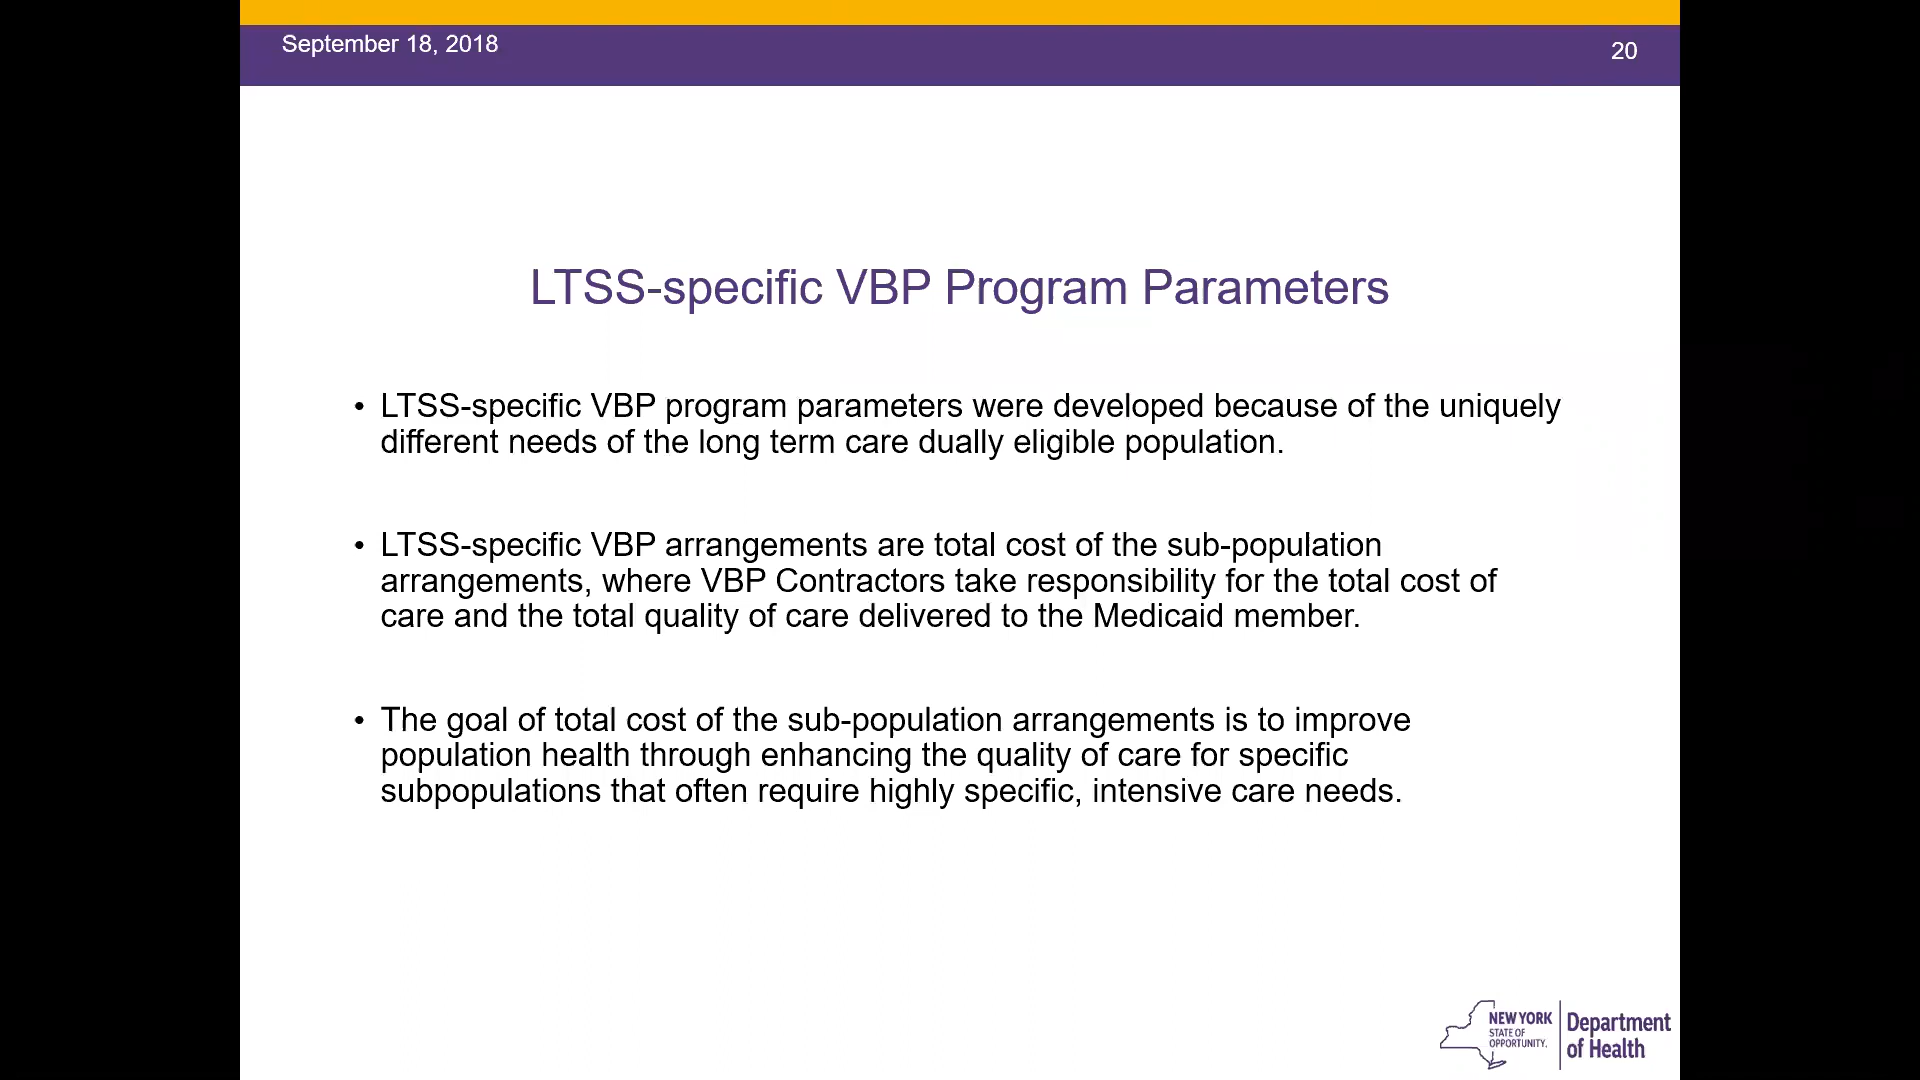 September 18, 2018
20
LTSS-specific VBP Program Parameters
• LTSS-specific VBP program parameters were developed because of the uniquely
different needs of the long term care dually eligible population.
• LTSS-specific VBP arrangements are total cost of the sub-population
arrangements, where VBP Contractors take responsibility for the total cost of
care and the total quality of care delivered to the Medicaid member.
• The goal of total cost of the sub-population arrangements is to improve
population health through enhancing the quality of care for specific
subpopulations that often require highly specific, intensive care needs.
NEW YORK
STATE OF
OPPORTUNITY.
Department
of Health